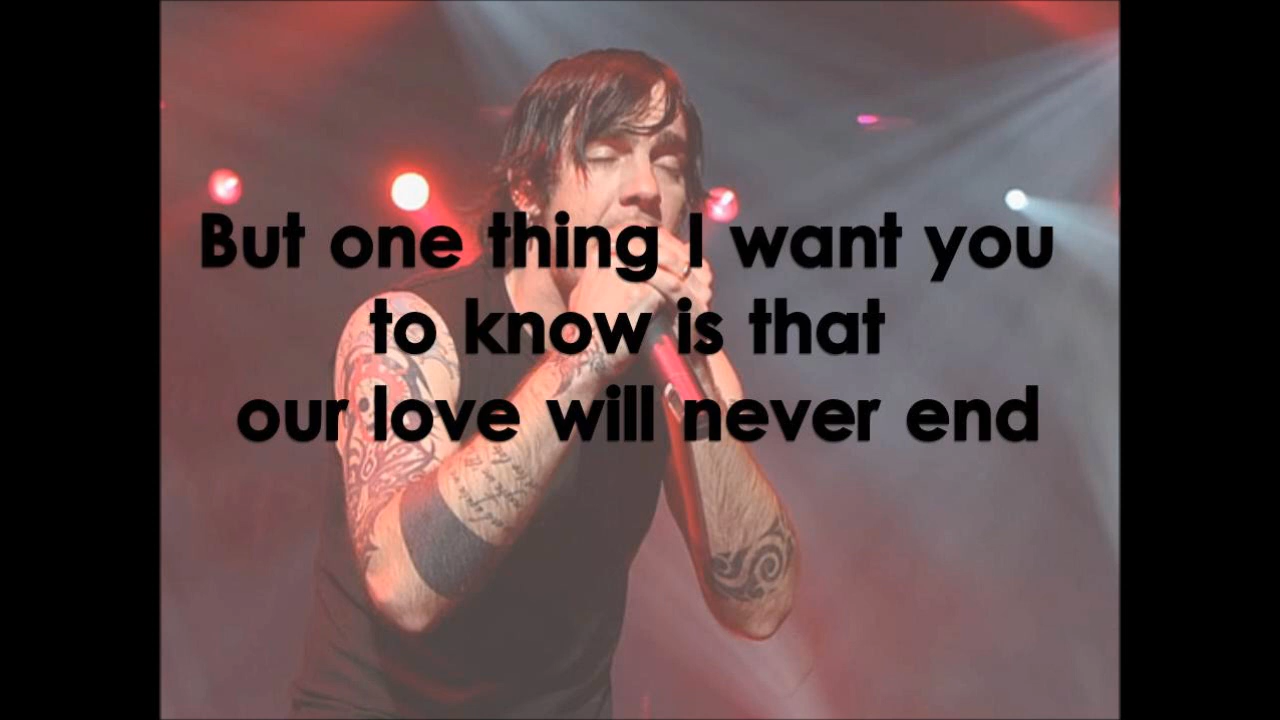 But one thing I want you
to know is that
our love will never end